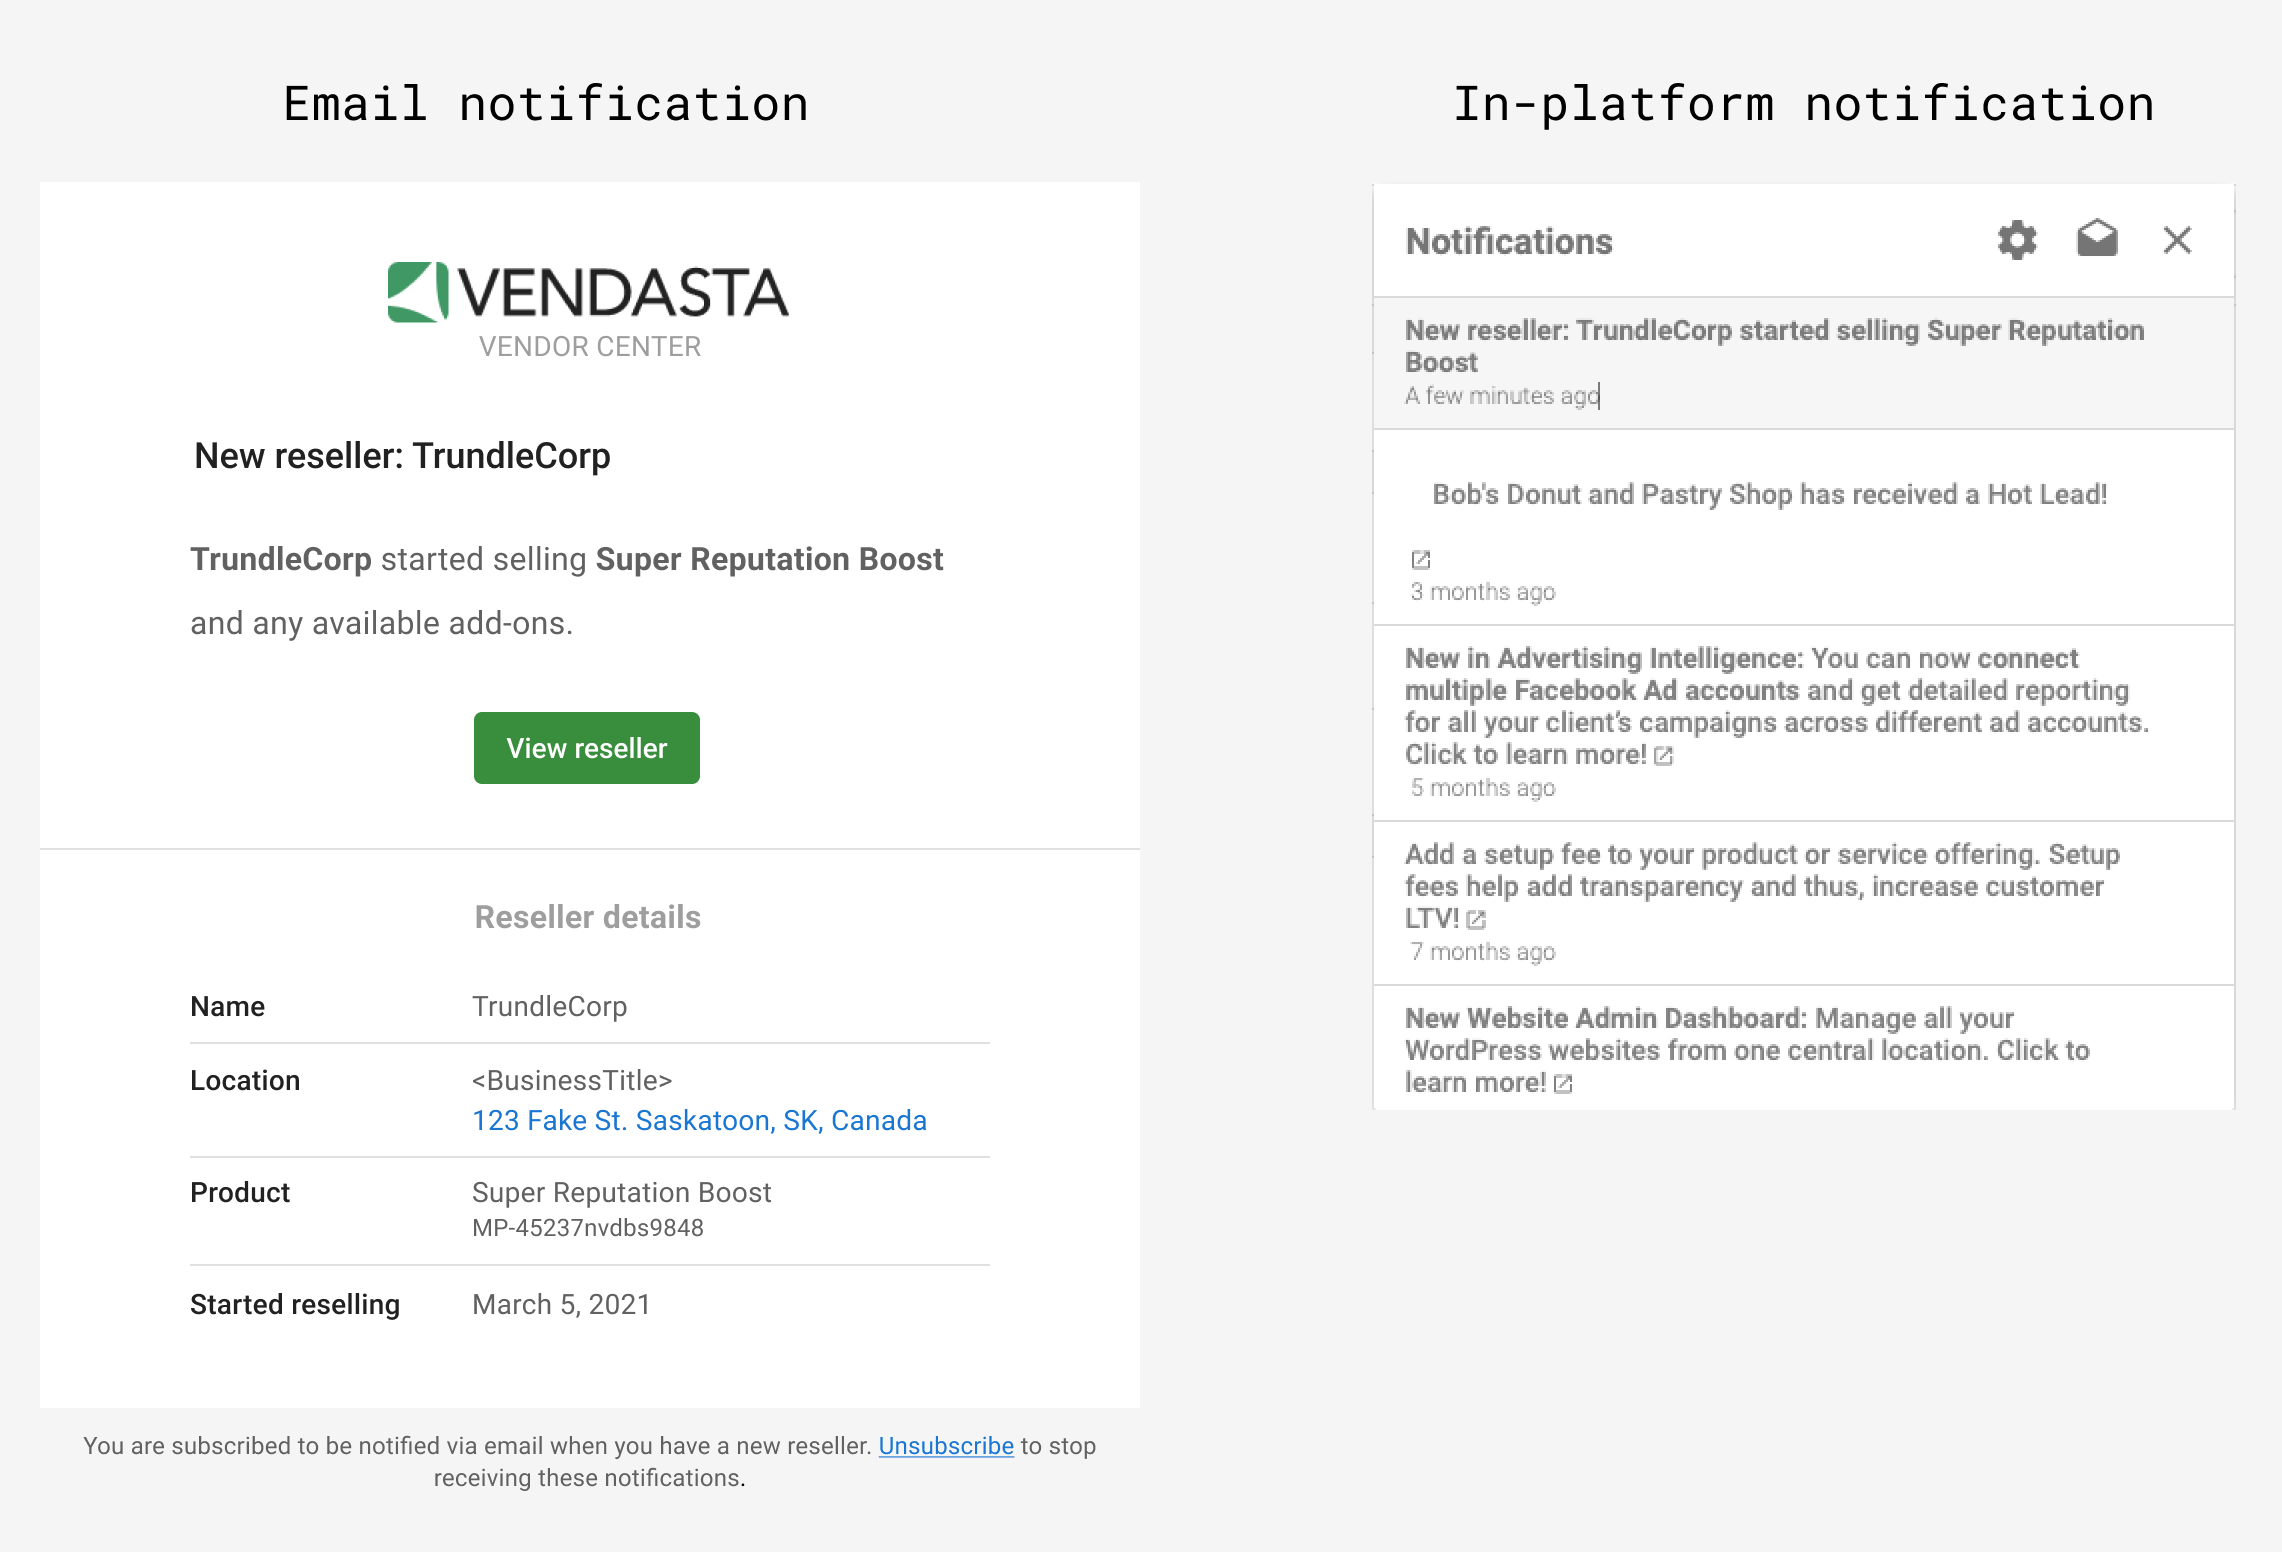 Email notification
VENDASTA
VENDOR CENTER
New reseller: TrundleCorp
TrundleCorp started selling Super Reputation Boost
and any available add-ons.
View reseller
Reseller details
Name TrundleCorp
Location <BusinessTitle>
123 Fake St. Saskatoon, SK, Canada
Product Super Reputation Boost
MP-45237nvdbs9848
Started reselling March 5, 2021
You are subscribed to be notified via email when you have a new reseller. Unsubscribe to stop
receiving these notifications.
In-platform notification
Notifications
New reseller: TrundleCorp started selling Super Reputation
Boost
A few minutes ago
Bob's Donut and Pastry Shop has received a Hot Lead!
3 months ago
New in Advertising Intelligence: You can now connect
multiple Facebook Ad accounts and get detailed reporting
for all your client's campaigns across different ad accounts.
Click to learn more!
5 months ago
Add a setup fee to your product or service offering. Setup
fees help add transparency and thus, increase customer
LTV!
7 months ago
New Website Admin Dashboard: Manage all your
WordPress websites from one central location. Click to
learn more!